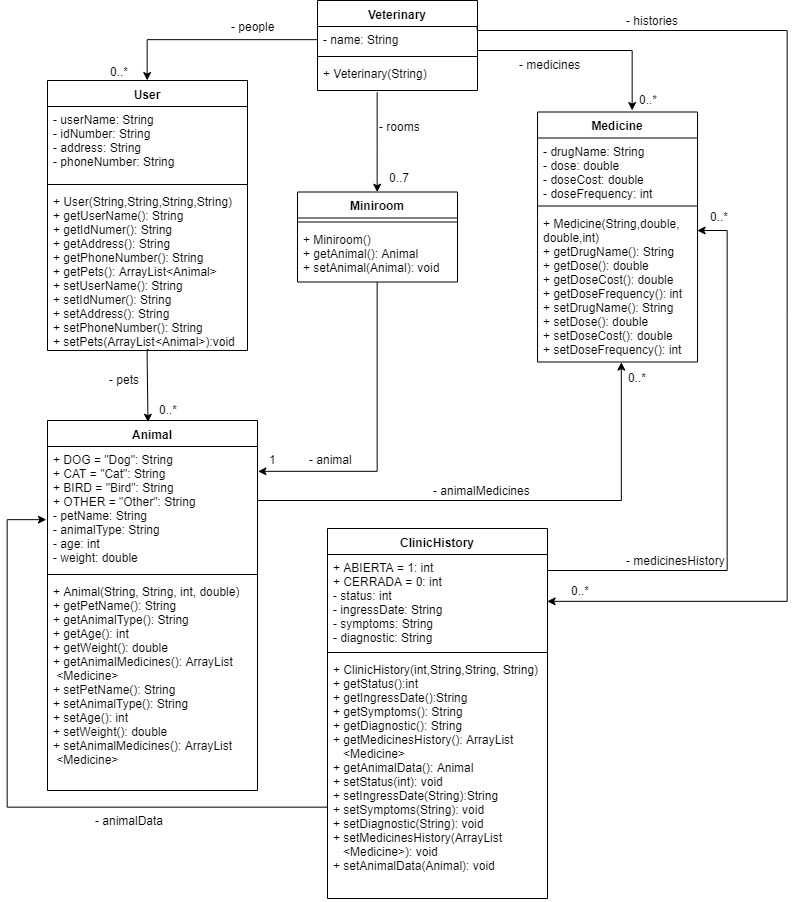 Veterinary
- name: String
+ Veterinary(String)
- people
0..*
- histories
- medicines
0..*
- rooms
0..7
User
- userName: String
- idNumber: String
- address: String
- phoneNumber: String
+ User(String,String,String,String)
+ getUserName(): String
+ getIdNumer(): String
+ getAddress(): String
+ getPhoneNumber(): String
+ getPets(): ArrayList<Animal>
+ setUserName(): String
+ setIdNumer(): String
+ setAddress(): String
+ setPhoneNumber(): String
+ setPets(ArrayList<Animal>):void
Miniroom
+ Miniroom()
+ getAnimal(): Animal
+ setAnimal(Animal): void
Medicine
- drugName: String
- dose: double
- doseCost: double
- doseFrequency: int
+ Medicine(String,double,
double,int)
+ getDrugName(): String
+ getDose(): double
+ getDoseCost(): double
+ getDoseFrequency(): int
+ setDrugName(): String
+ setDose(): double
+ setDoseCost(): double
+ setDoseFrequency(): int
0..*
0..*
- pets
0..*
1
- animal
- animalMedicines
Animal
+ DOG = "Dog": String
+ CAT = "Cat": String
+ BIRD = "Bird": String
+ OTHER = "Other": String
- petName: String
- animalType: String
- age: int
- weight: double
+ Animal(String, String, int, double)
+ getPetName(): String
+ getAnimalType(): String
+ getAge(): int
+ getWeight(): double
+ getAnimalMedicines(): ArrayList
<Medicine>
+ setPetName(): String
+ setAnimalType(): String
+ setAge(): int
+ setWeight(): double
+ setAnimalMedicines(): ArrayList
<Medicine>
- animalData
ClinicHistory
+ ABIERTA = 1: int
+ CERRADA = 0: int
- status: int
- ingressDate: String
- symptoms: String
- diagnostic: String
+ ClinicHistory(int,String,String, String)
+ getStatus():int
+ getIngressDate():String
+ getSymptoms(): String
+ getDiagnostic(): String
+ getMedicinesHistory(): ArrayList
<Medicine>
+ getAnimalData(): Animal
+ setStatus(int): void
+ setIngressDate(String):String
+ setSymptoms(String): void
+ setDiagnostic(String): void
+ setMedicinesHistory(ArrayList
<Medicine>): void
+ setAnimalData(Animal): void
- medicinesHistory
0..*